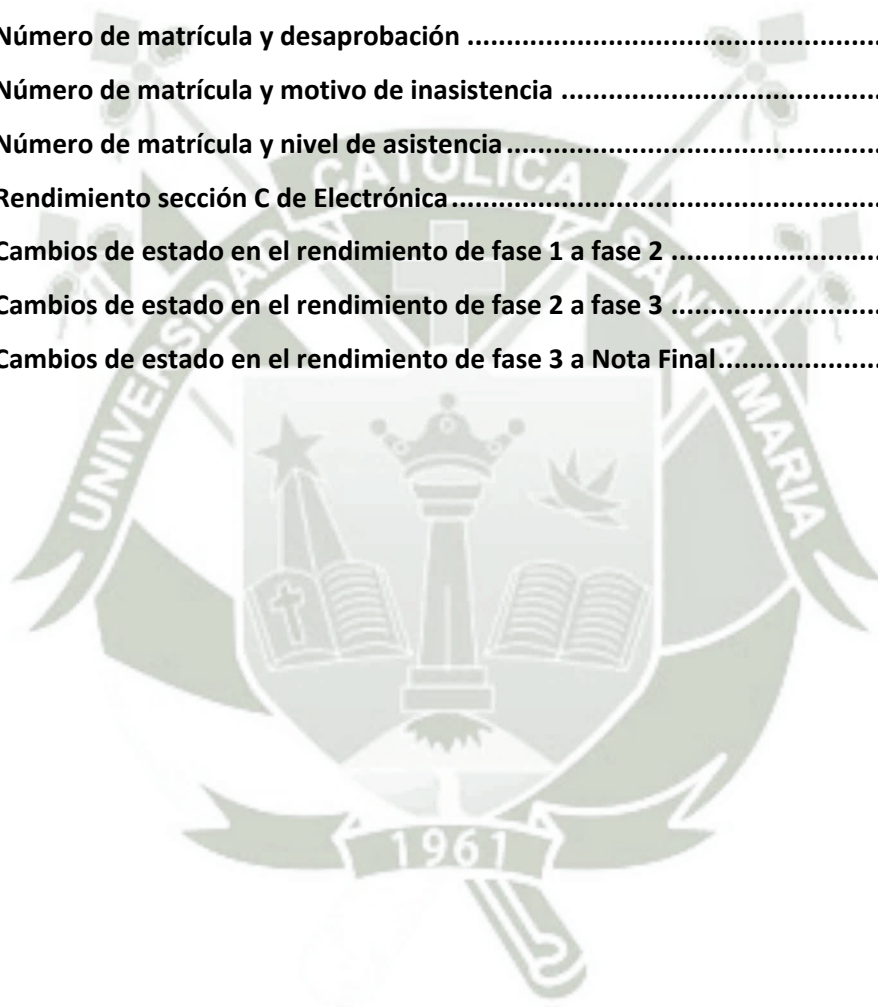 Número de matrícula y desaprobación ....................................................
Número de matrícula y motivo de inasistencia .........................................
Número de matrícula y nivel de asistencia ................................................
Rendimiento sección C de Electrónica .......................................................
Cambios de estado en el rendimiento de fase 1 a fase 2 ...........................
Cambios de estado en el rendimiento de fase 2 a fase 3 ...........................
Cambios de estado en el rendimiento de fase 3 a Nota Final .....................
UNIVERSIDAD CATOLICA SANTA MARIA
1961